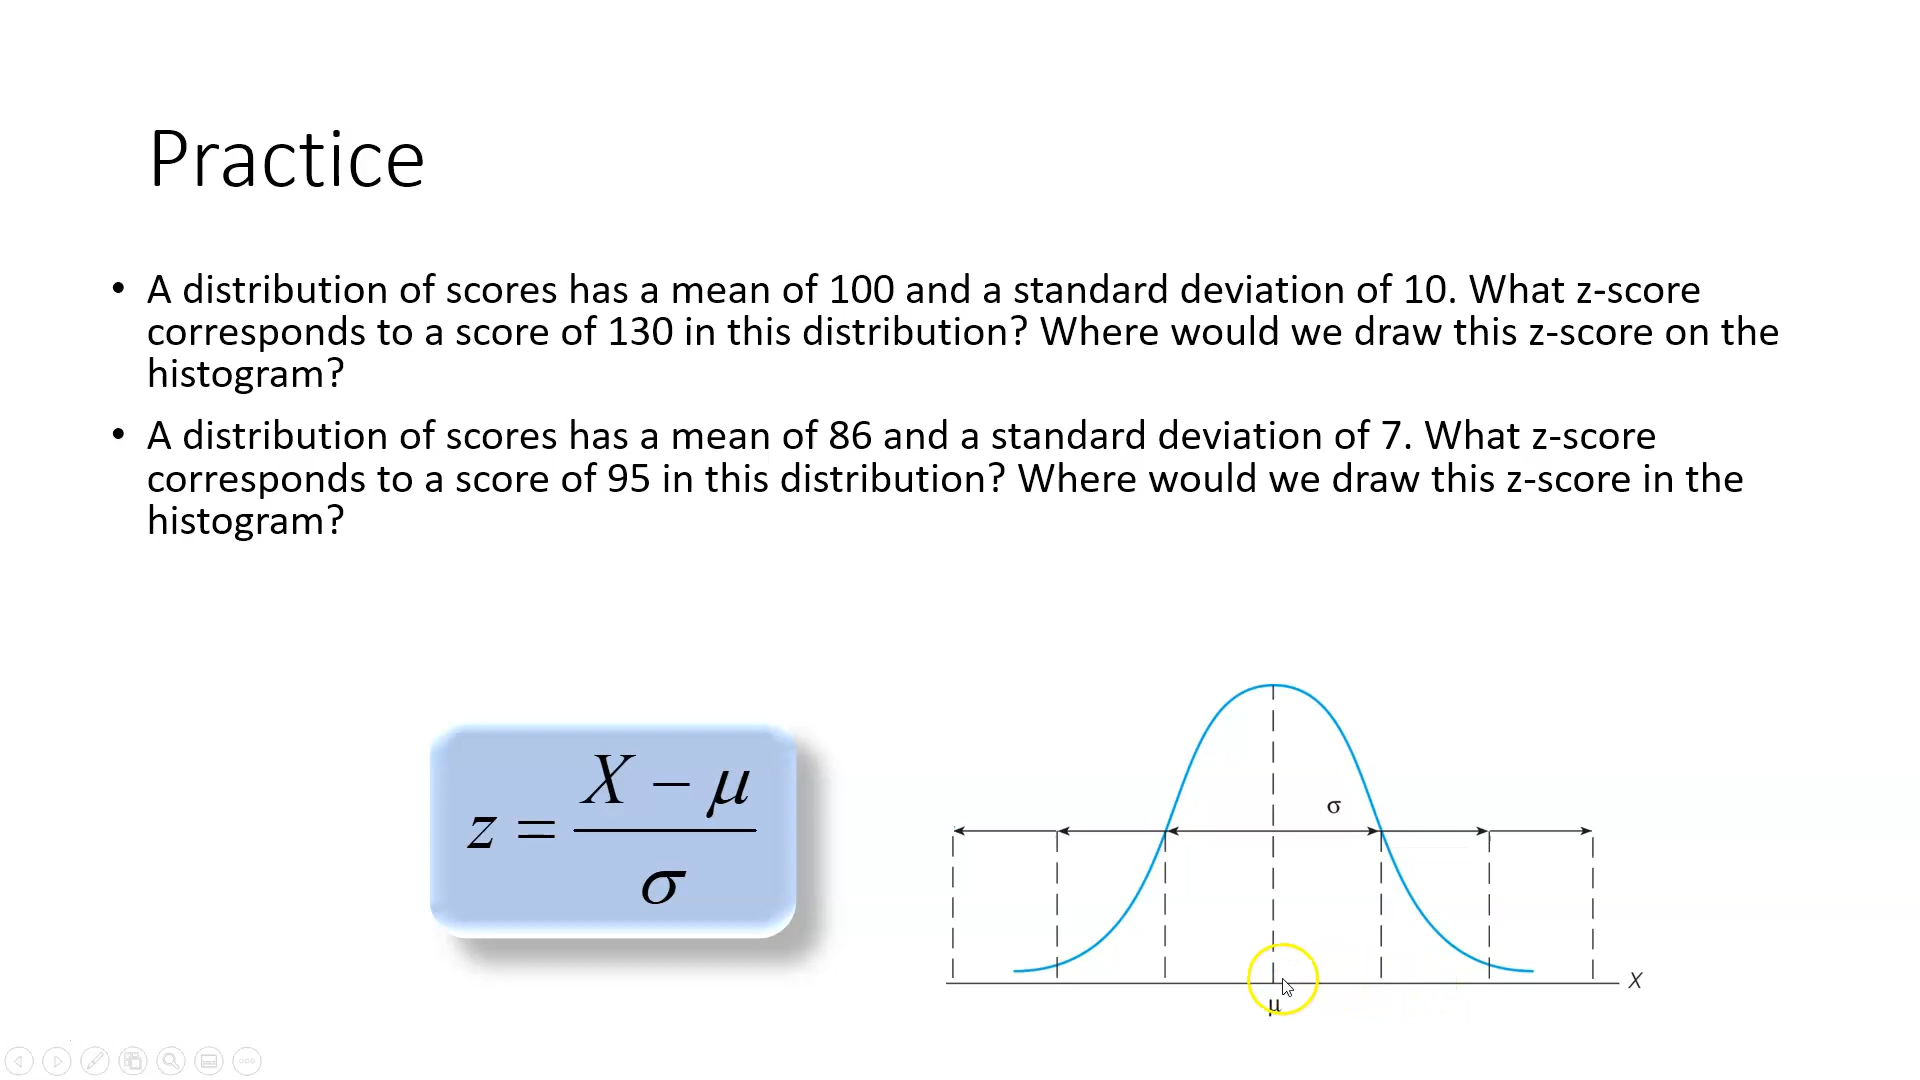 Practice
• A distribution of scores has a mean of 100 and a standard deviation of 10. What z-score
corresponds to a score of 130 in this distribution? Where would we draw this z-score on the
histogram?
• A distribution of scores has a mean of 86 and a standard deviation of 7. What z-score
corresponds to a score of 95 in this distribution? Where would we draw this z-score in the
histogram?
z = (X − μ) / σ
σ
X
μ